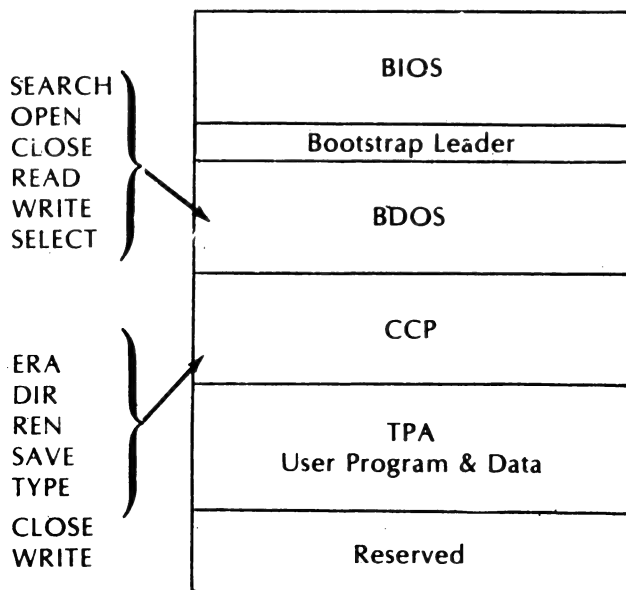 SEARCH
OPEN
CLOSE
READ
WRITE
SELECT
ERA
DIR
REN
SAVE
TYPE
CLOSE
WRITE
BIOS
Bootstrap Leader
BDOS
CCP
TPA
User Program & Data
Reserved